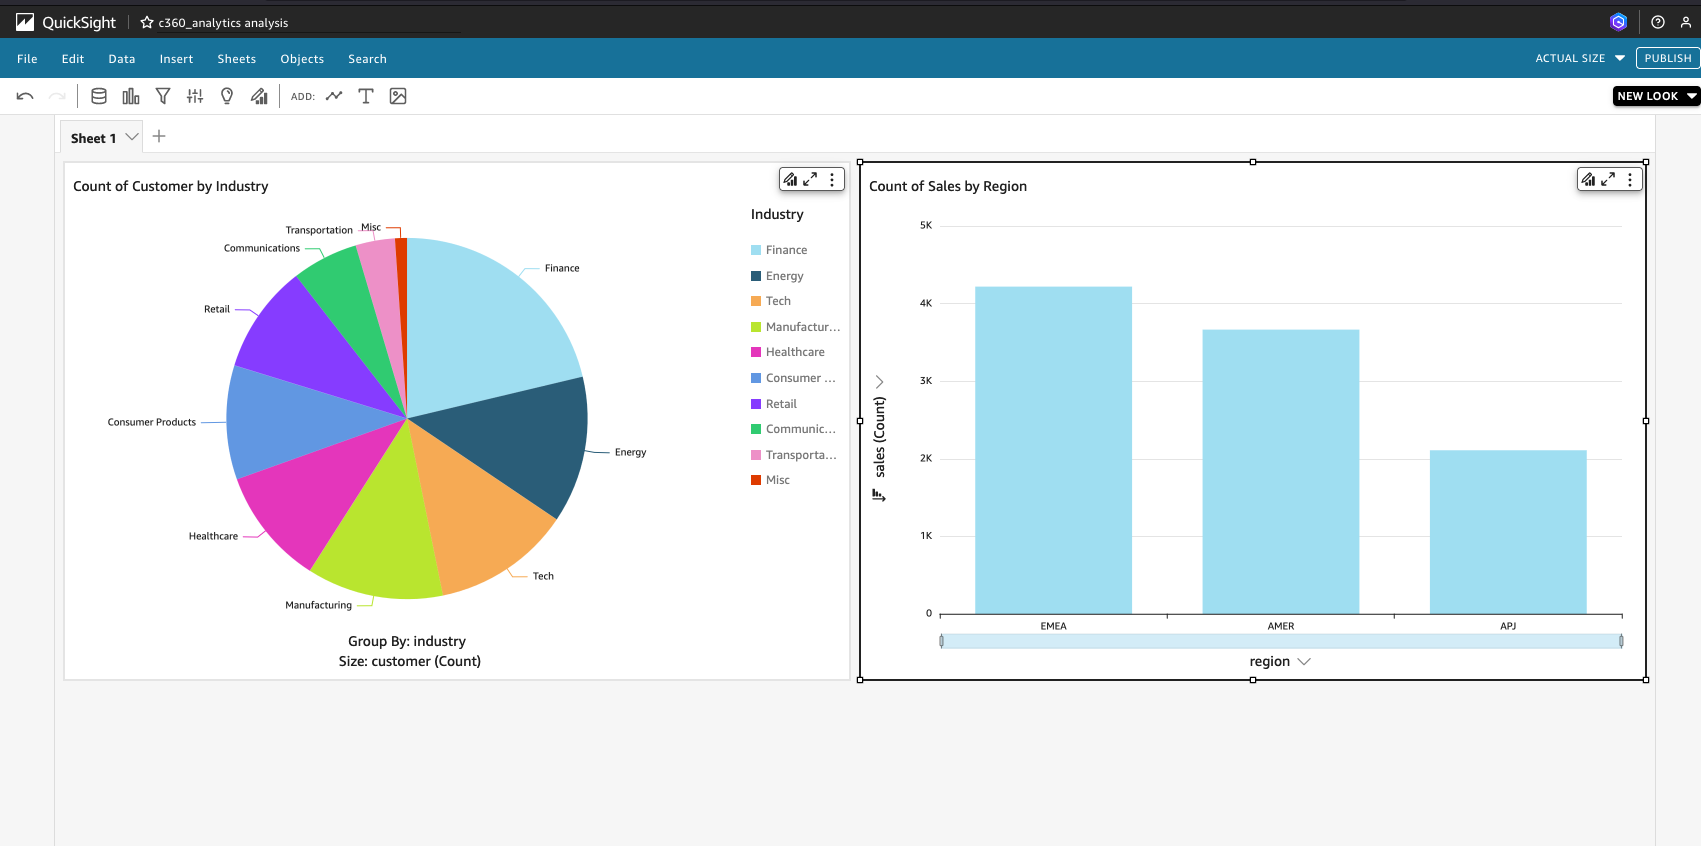 QuickSight c360_analytics analysis
File Edit Data Insert Sheets Objects Search ACTUAL SIZE PUBLISH
ADD: NEW LOOK
Sheet 1
Count of Customer by Industry
Transportation
Misc
Communications
Finance
Retail
Consumer Products
Energy
Healthcare
Tech
Manufacturing
Group By: industry
Size: customer (Count)
Industry
Finance
Energy
Tech
Manufactur...
Healthcare
Consumer ...
Retail
Communic...
Transporta...
Misc
Count of Sales by Region
5K
4K
3K
2K
1K
0
sales (Count)
EMEA AMER APJ
region